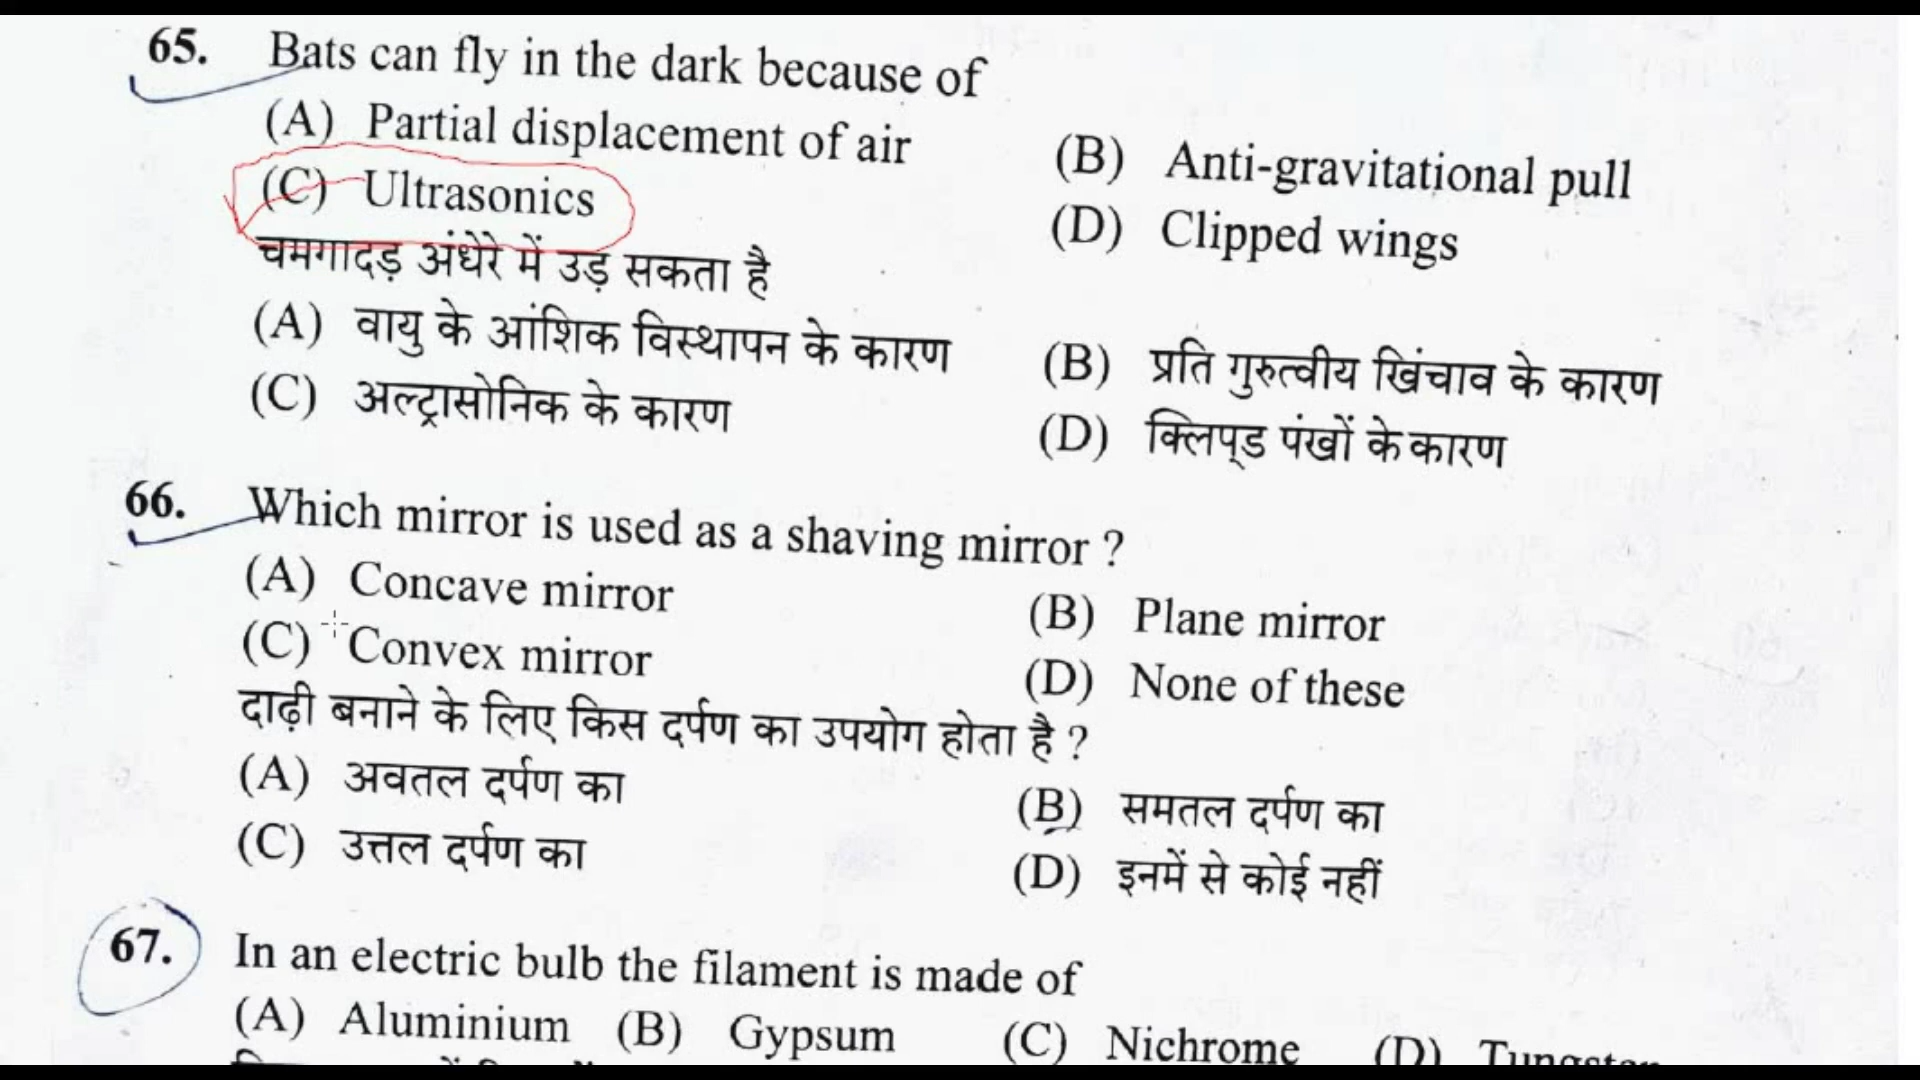 65. Bats can fly in the dark because of
(A) Partial displacement of air (B) Anti-gravitational pull
(C) Ultrasonics (D) Clipped wings
चमगादड़ अंधेरे में उड़ सकता है
(A) वायु के आंशिक विस्थापन के कारण (B) प्रति गुरुत्वीय खिंचाव के कारण
(C) अल्ट्रासोनिक के कारण (D) क्लिप्ड पंखों के कारण
66. Which mirror is used as a shaving mirror ?
(A) Concave mirror (B) Plane mirror
(C) Convex mirror (D) None of these
दाढ़ी बनाने के लिए किस दर्पण का उपयोग होता है ?
(A) अवतल दर्पण का (B) समतल दर्पण का
(C) उत्तल दर्पण का (D) इनमें से कोई नहीं
67. In an electric bulb the filament is made of
(A) Aluminium (B) Gypsum (C) Nichrome (D) Tungsten